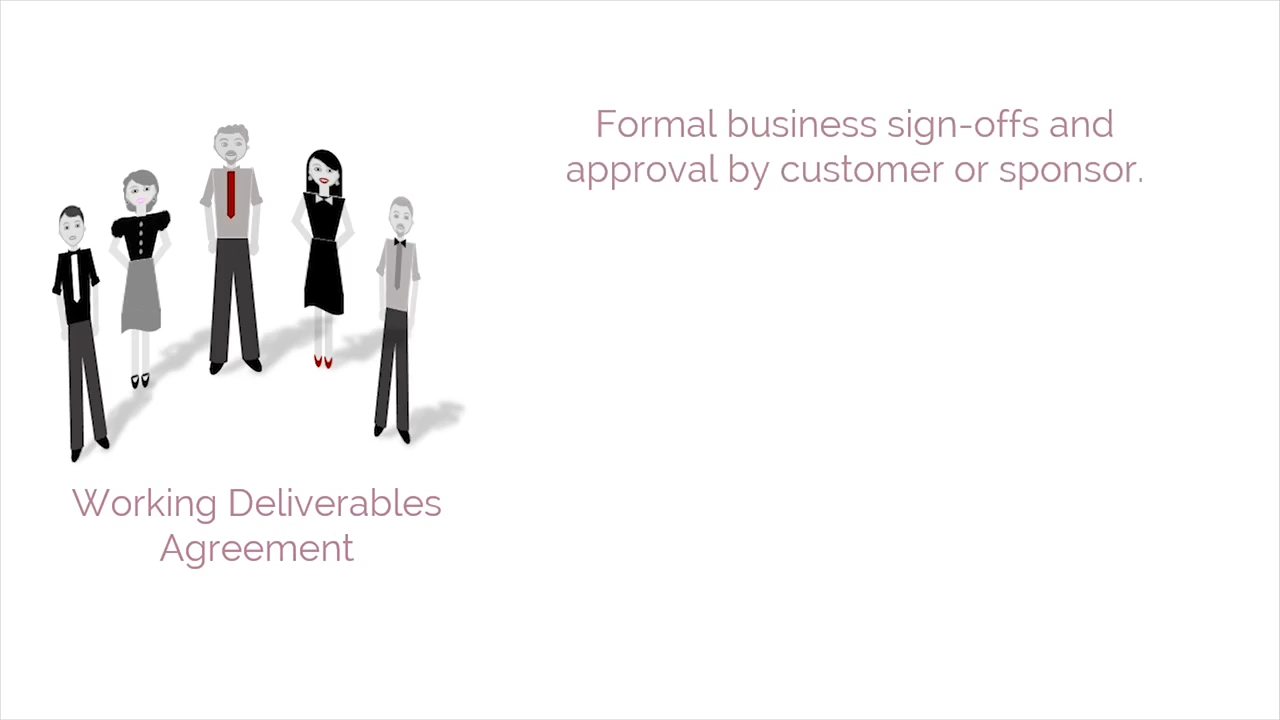 Formal business sign-offs and
approval by customer or sponsor.
Working Deliverables
Agreement